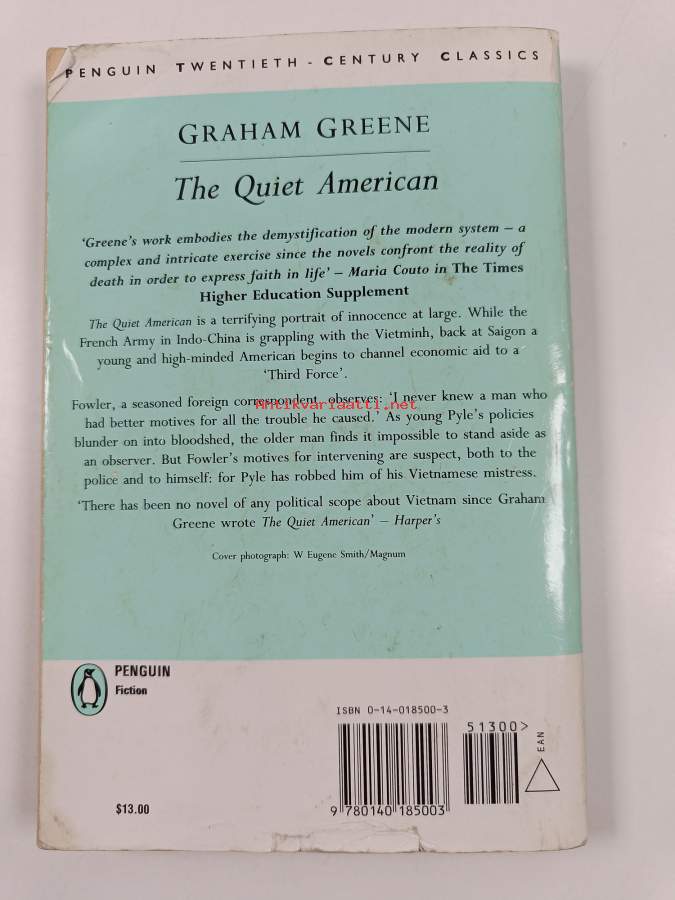 PENGUIN TWENTIETH-CENTURY CLASSICS
GRAHAM GREENE
The Quiet American
‘Greene’s work embodies the demystification of the modern system – a
complex and intricate exercise since the novels confront the reality of
death in order to express faith in life’ – Maria Couto in The Times
Higher Education Supplement
The Quiet American is a terrifying portrait of innocence at large. While the
French Army in Indo-China is grappling with the Vietminh, back at Saigon a
young and high-minded American begins to channel economic aid to a
‘Third Force’.
Fowler, a seasoned foreign correspondent, observes: ‘I never knew a man who
Antikvariaatti.net
had better motives for all the trouble he caused.’ As young Pyle’s policies
blunder on into bloodshed, the older man finds it impossible to stand aside as
an observer. But Fowler’s motives for intervening are suspect, both to the
police and to himself: for Pyle has robbed him of his Vietnamese mistress.
‘There has been no novel of any political scope about Vietnam since Graham
Greene wrote The Quiet American’ – Harper’s
Cover photograph: W Eugene Smith/Magnum
PENGUIN
Fiction
ISBN 0-14-018500-3
51300>
EAN
9 780140 185003
$13.00